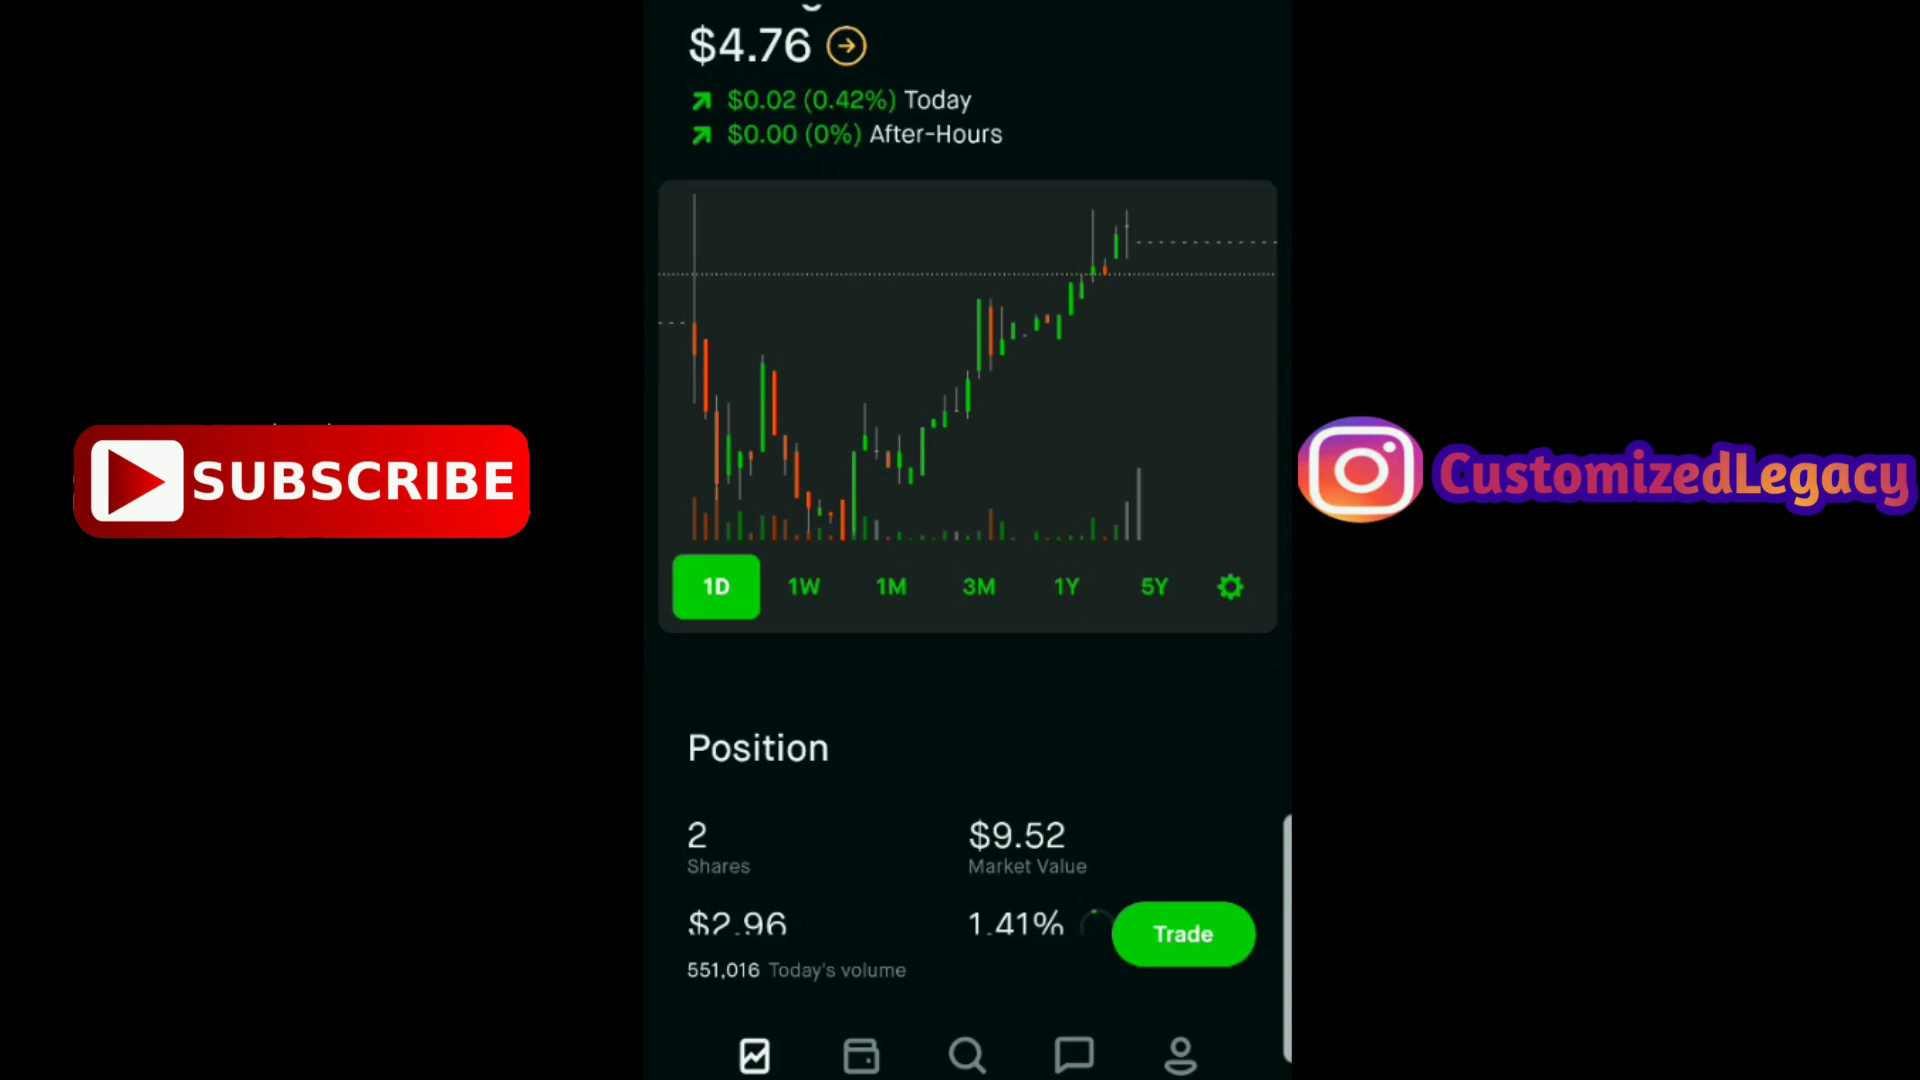 $4.76
$0.02 (0.42%) Today
$0.00 (0%) After-Hours
SUBSCRIBE
CustomizedLegacy
1D 1W 1M 3M 1Y 5Y
Position
2 $9.52
Shares Market Value
$2.96 1.41%
Trade
551,016 Today's volume